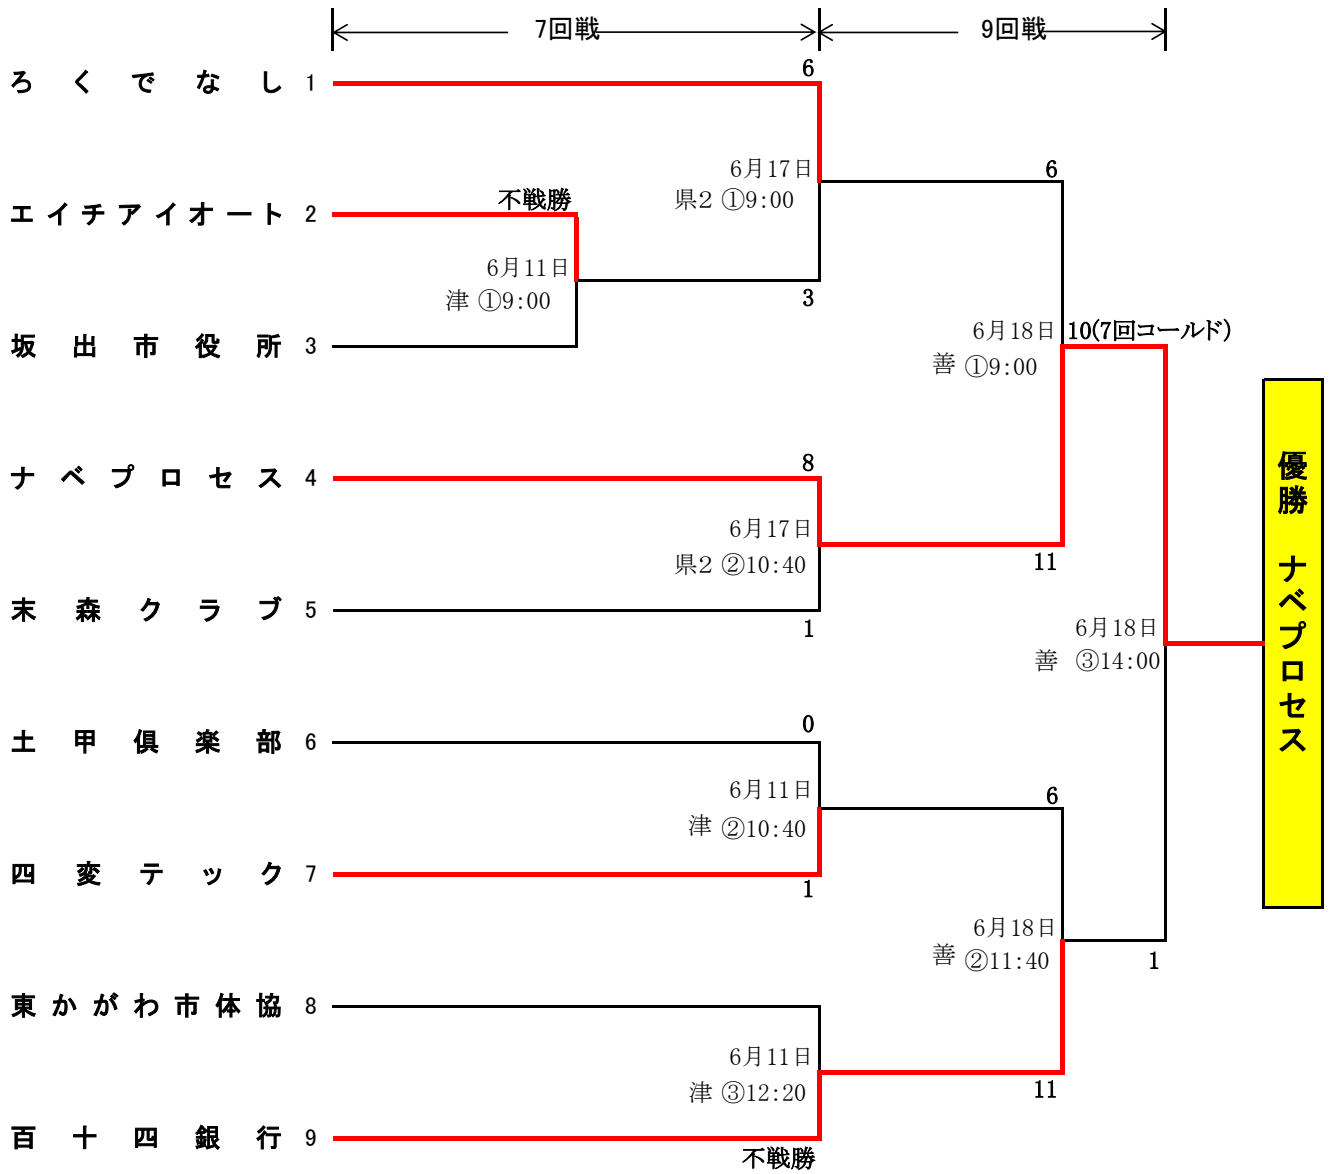 7回戦 9回戦
6
ろくでなし 1
6月17日 6
県2 ①9:00
不戦勝
エイチアイオート 2
6月11日
津 ①9:00
3
6月18日 10(7回コールド)
坂出市役所 3
善 ①9:00
8
ナベプロセス 4
6月17日
県2 ②10:40
11
末森クラブ 5
1
6月18日
善 ③14:00
優勝 ナベプロセス
0
土甲倶楽部 6
6月11日 6
津 ②10:40
四変テック 7
1
6月18日
善 ②11:40
1
東かがわ市体協 8
6月11日
津 ③12:20
11
百十四銀行 9
不戦勝